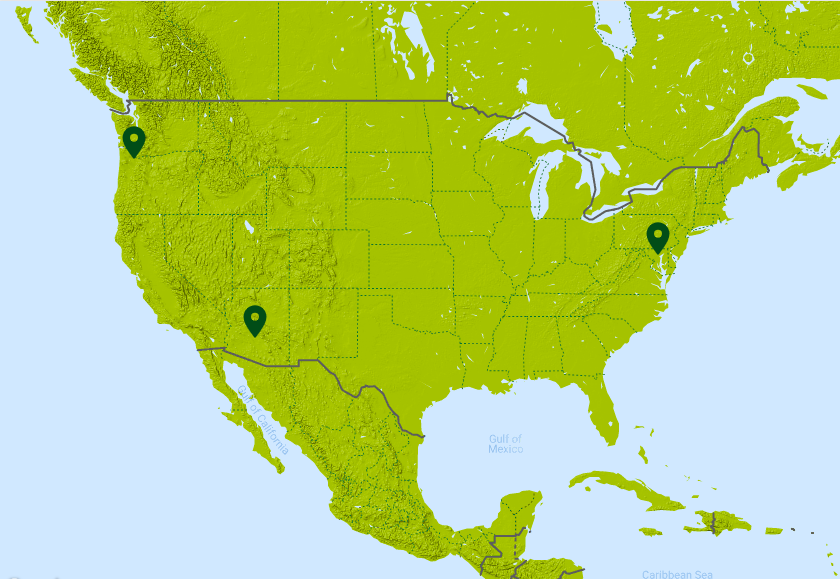 Gulf of California
Gulf of
Mexico
Caribbean Sea